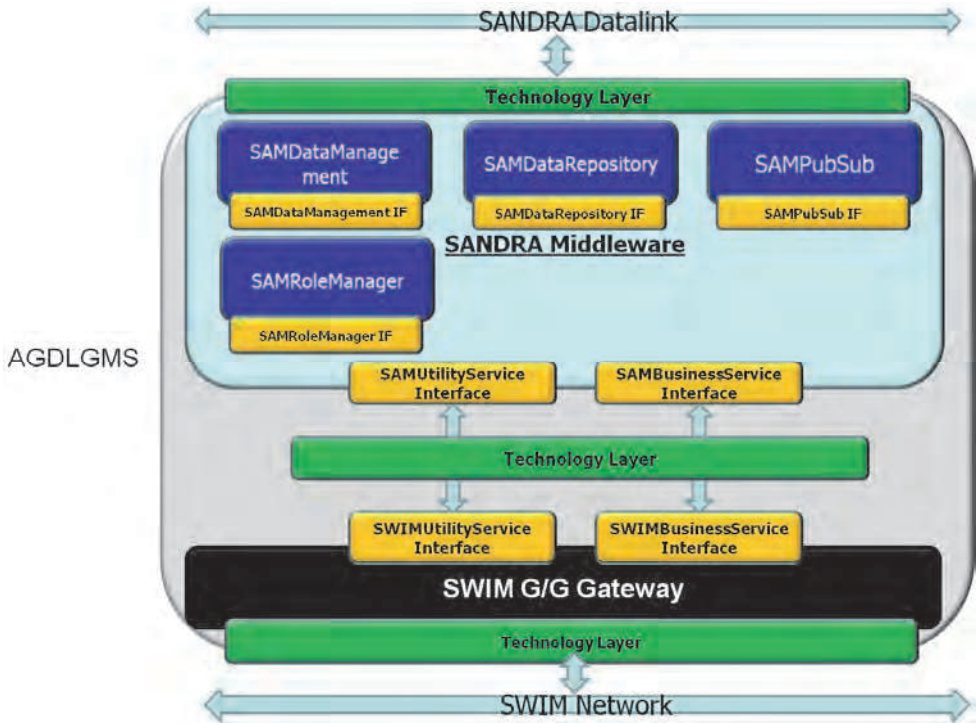 SANDRA Datalink
Technology Layer
SAMDataManage
ment
SAMDataRepository
SAMPubSub
SAMDataManagement IF
SAMDataRepository IF
SAMPubSub IF
SANDRA Middleware
SAMRoleManager
SAMRoleManager IF
AGDLGMS
SAMUtilityService
Interface
SAMBusinessService
Interface
Technology Layer
SWIMUtilityService
Interface
SWIMBusinessService
Interface
SWIM G/G Gateway
Technology Layer
SWIM Network